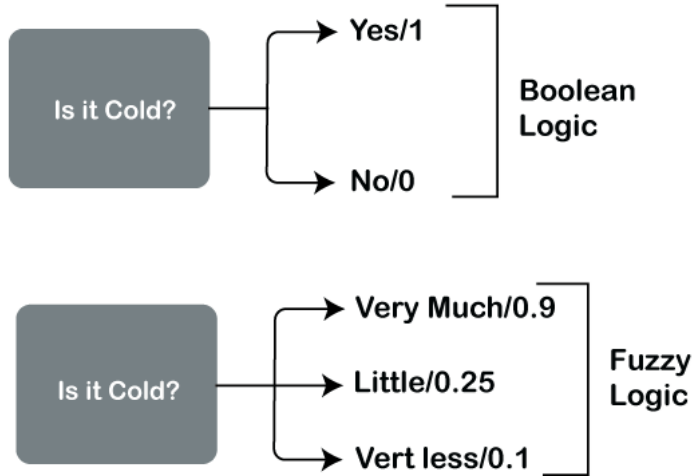 Is it Cold?
Yes/1
No/0
Boolean
Logic
Is it Cold?
Very Much/0.9
Little/0.25
Vert less/0.1
Fuzzy
Logic